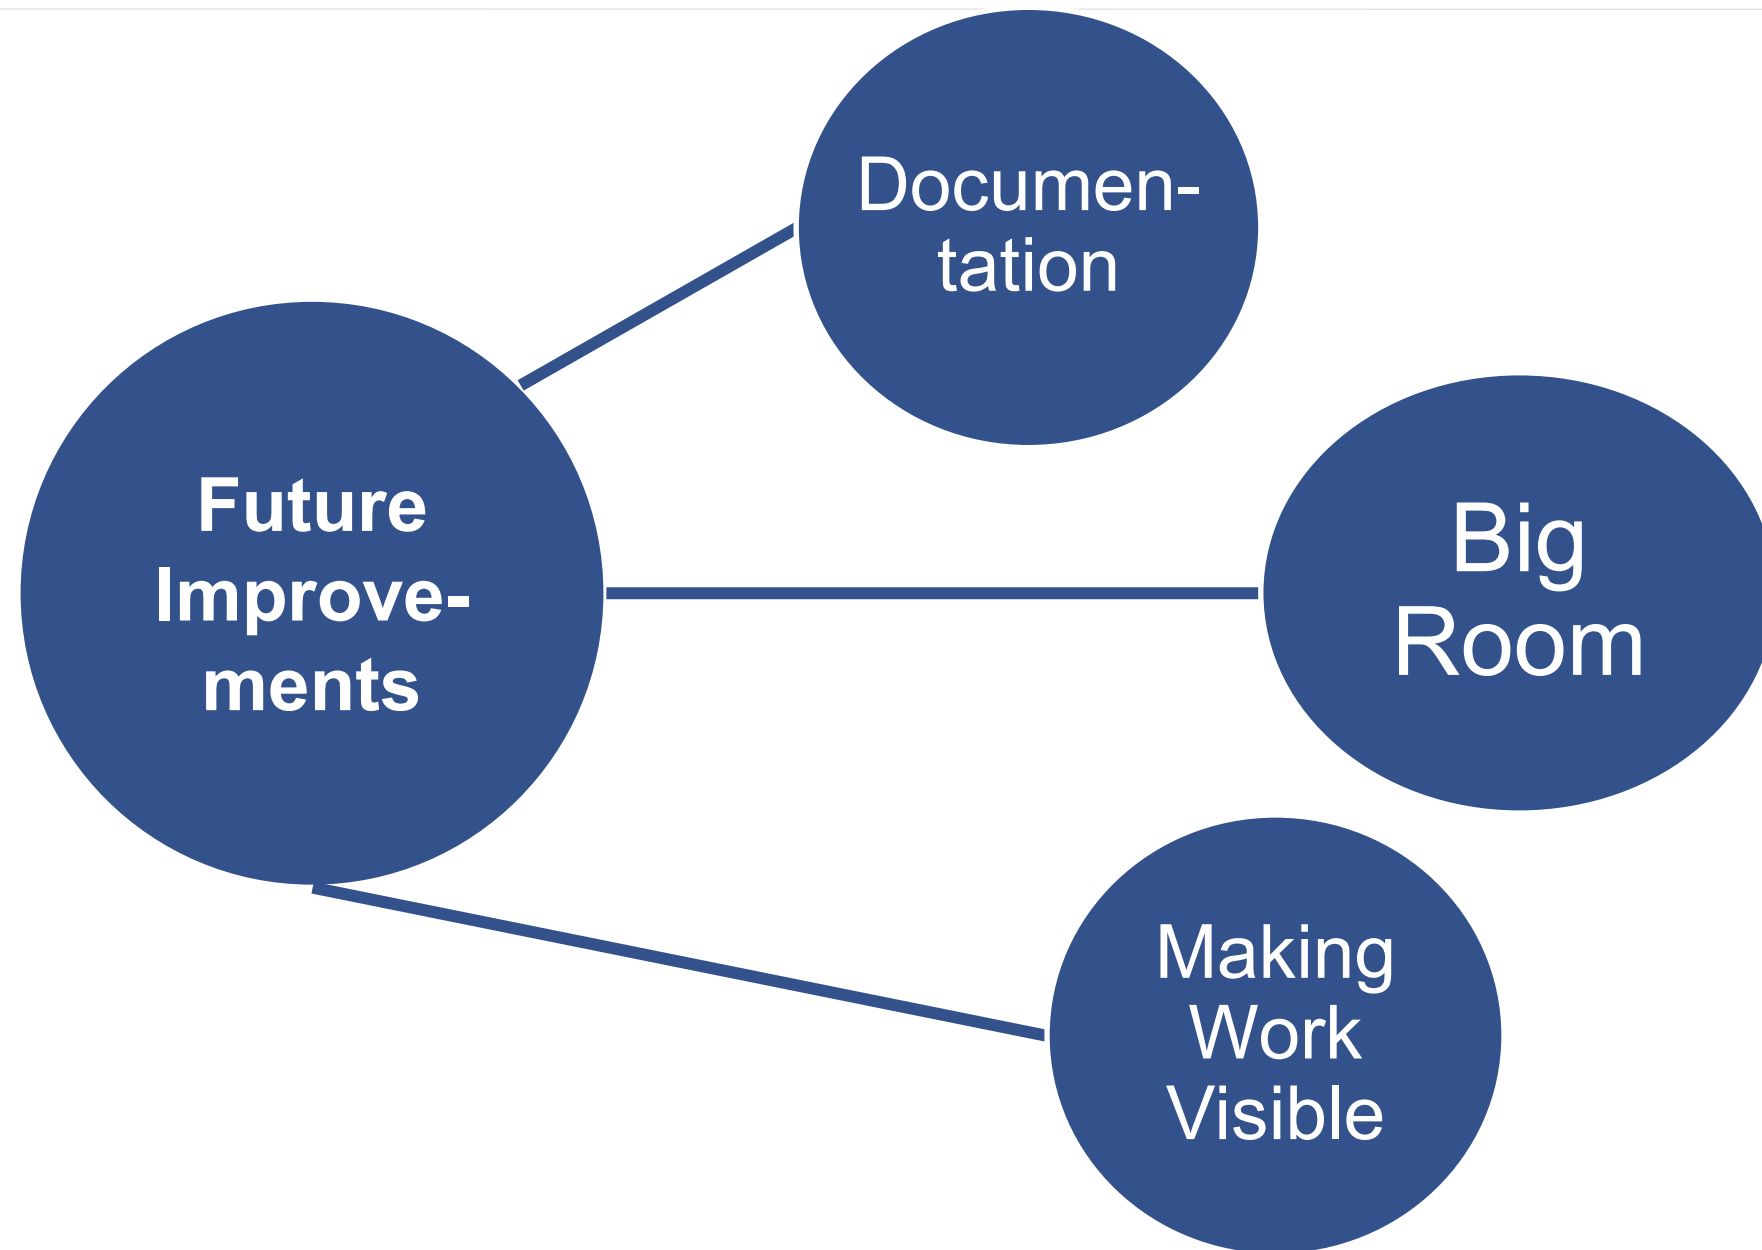 Documen-
tation
Future
Improve-
ments
Big
Room
Making
Work
Visible